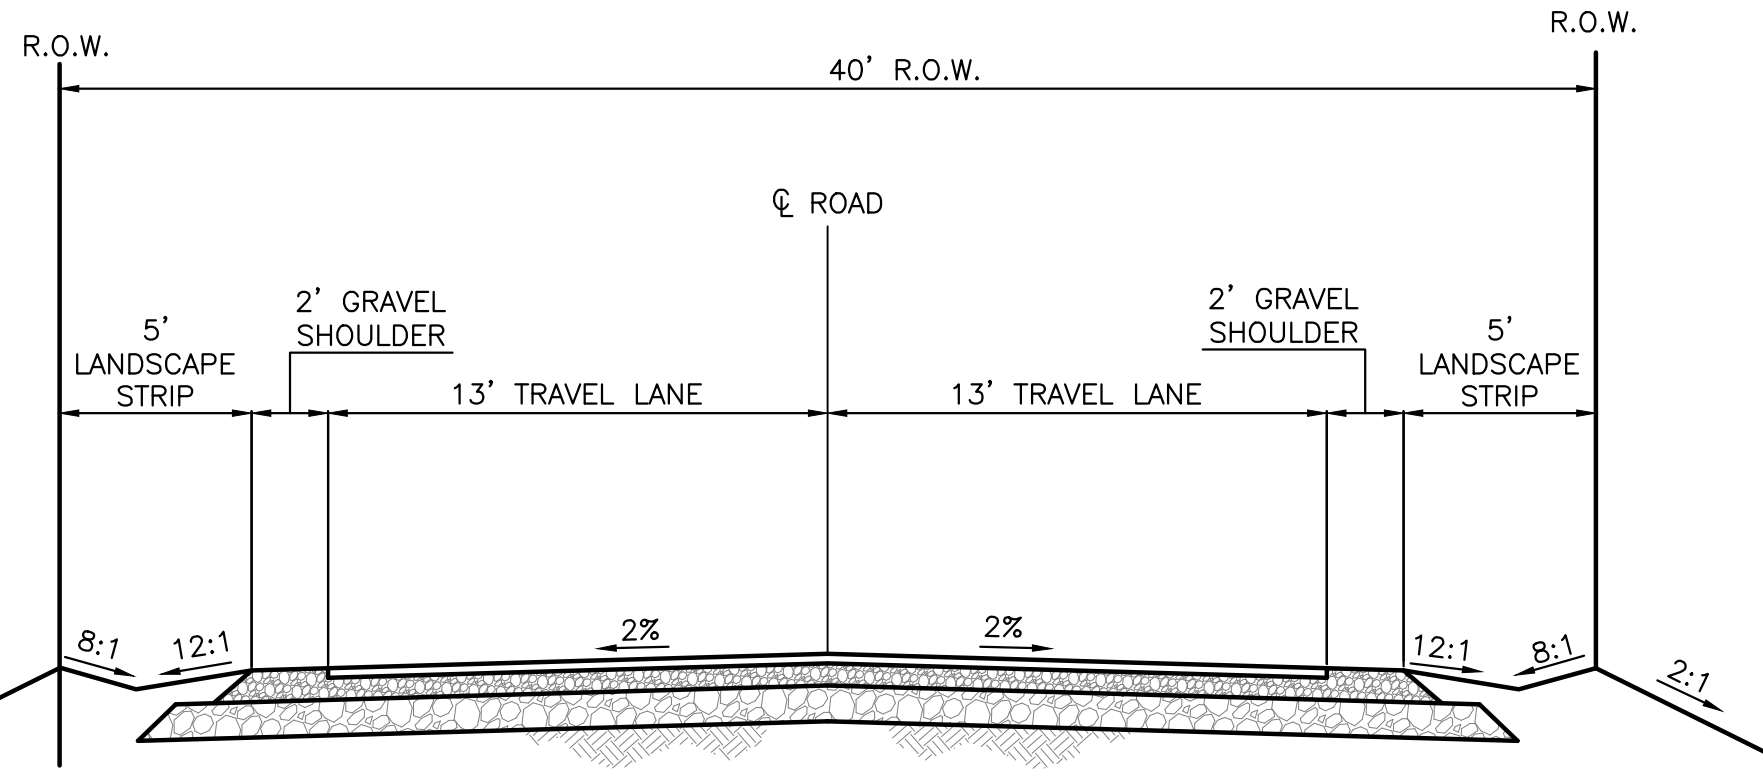 R.O.W.
R.O.W.
40' R.O.W.
℄ ROAD
2' GRAVEL
SHOULDER
2' GRAVEL
SHOULDER
5'
LANDSCAPE
STRIP
13' TRAVEL LANE
13' TRAVEL LANE
5'
LANDSCAPE
STRIP
8:1
12:1
2%
2%
12:1
8:1
2:1